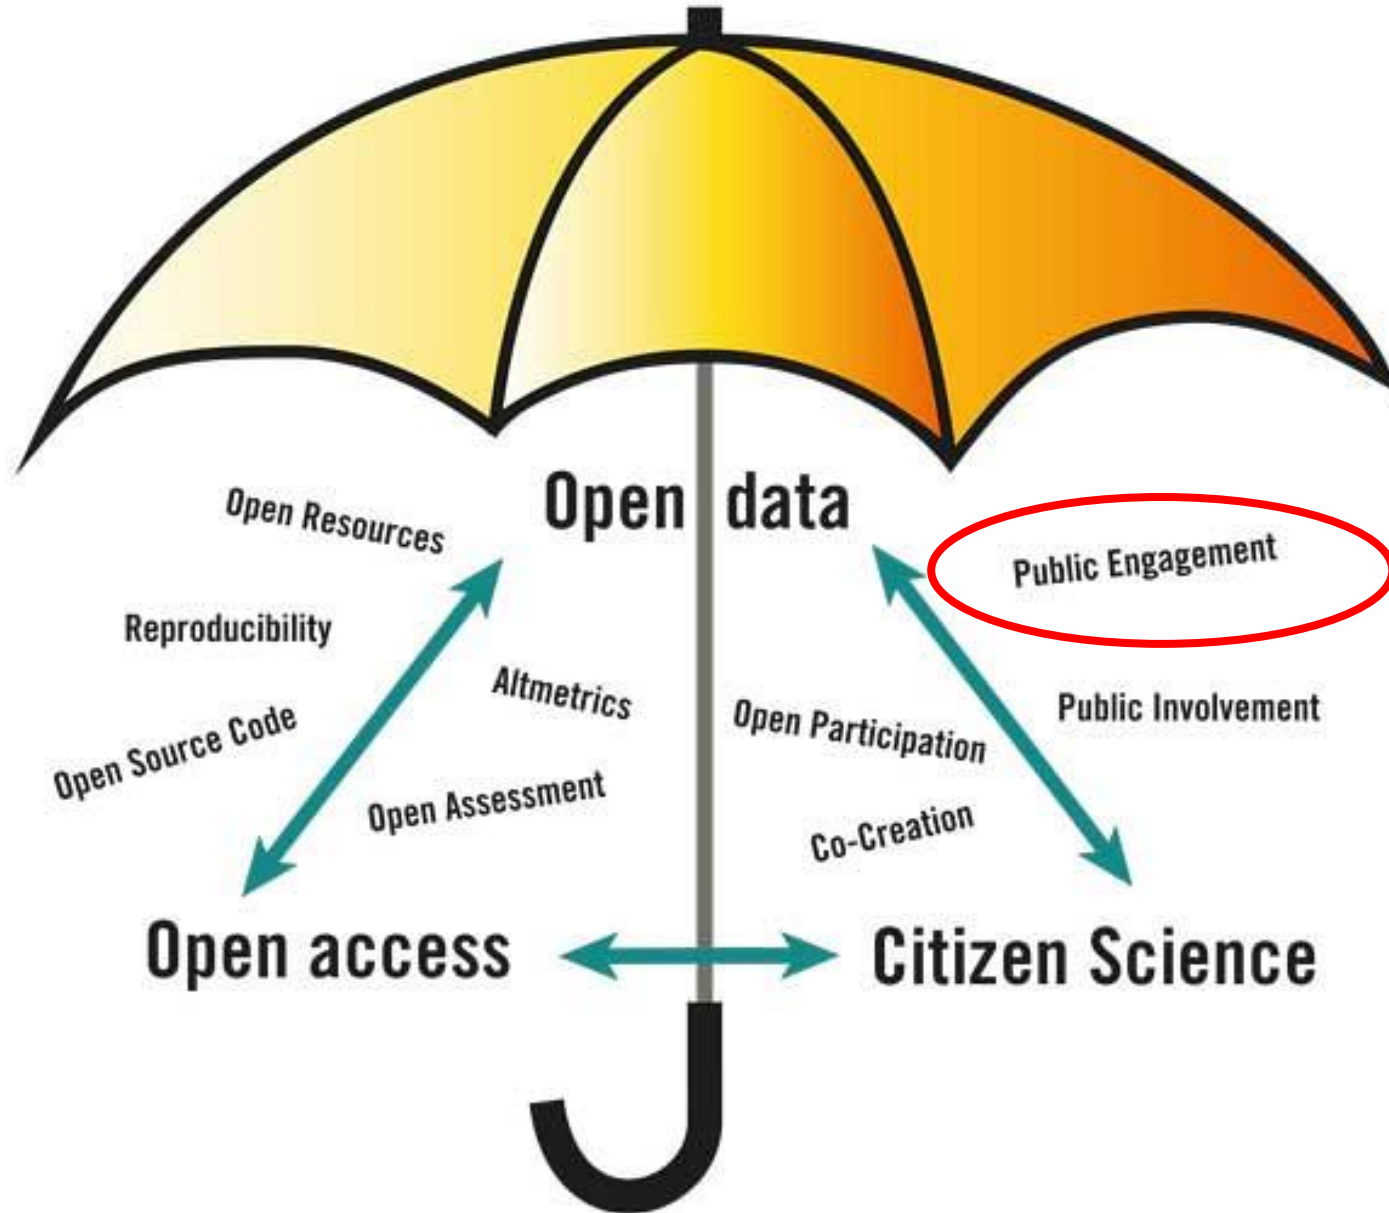 Open data
Open Resources
Public Engagement
Reproducibility
Altmetrics
Public Involvement
Open Source Code
Open Participation
Open Assessment
Co-Creation
Open access
Citizen Science